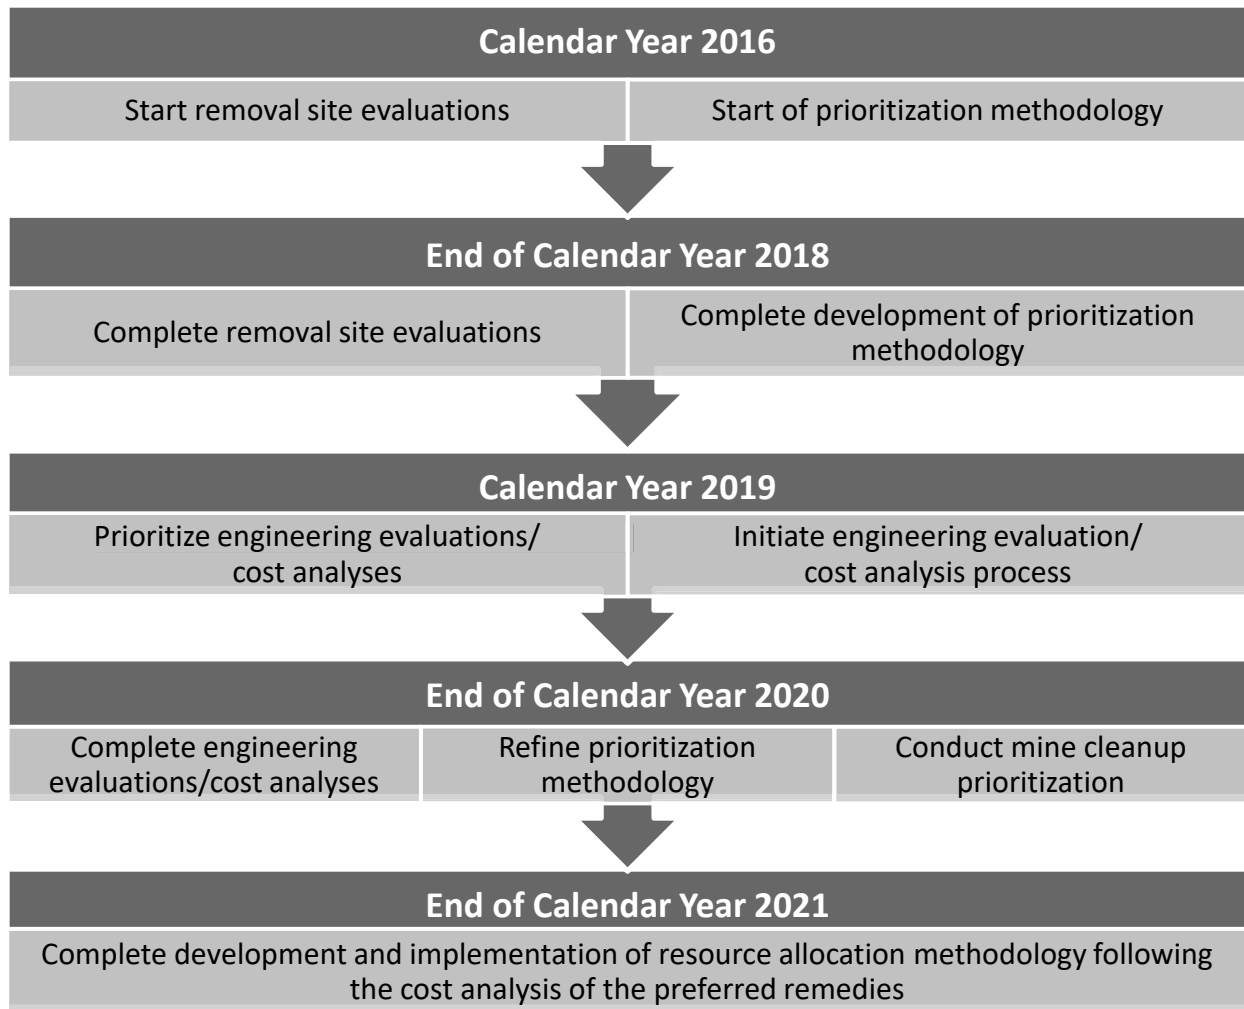 Calendar Year 2016
Start removal site evaluations
Start of prioritization methodology
End of Calendar Year 2018
Complete removal site evaluations
Complete development of prioritization
methodology
Calendar Year 2019
Prioritize engineering evaluations/
cost analyses
Initiate engineering evaluation/
cost analysis process
End of Calendar Year 2020
Complete engineering
evaluations/cost analyses
Refine prioritization
methodology
Conduct mine cleanup
prioritization
End of Calendar Year 2021
Complete development and implementation of resource allocation methodology following
the cost analysis of the preferred remedies